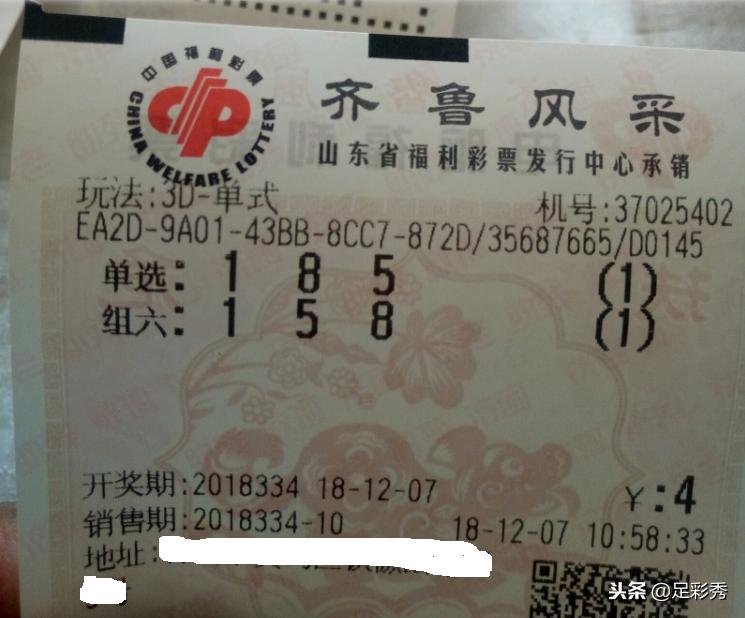 中国福利彩票
CHINA WELFARE LOTTERY
齐鲁风采
山东省福利彩票发行中心承销
玩法:3D-单式 机号:37025402
EA2D-9A01-43BB-8CC7-872D/35687665/D0145
单选: 1 8 5 (1)
组六: 1 5 8 (1)
开奖期:2018334 18-12-07 ¥:4
销售期:2018334-10 18-12-07 10:58:33
地址:
头条 @足彩秀